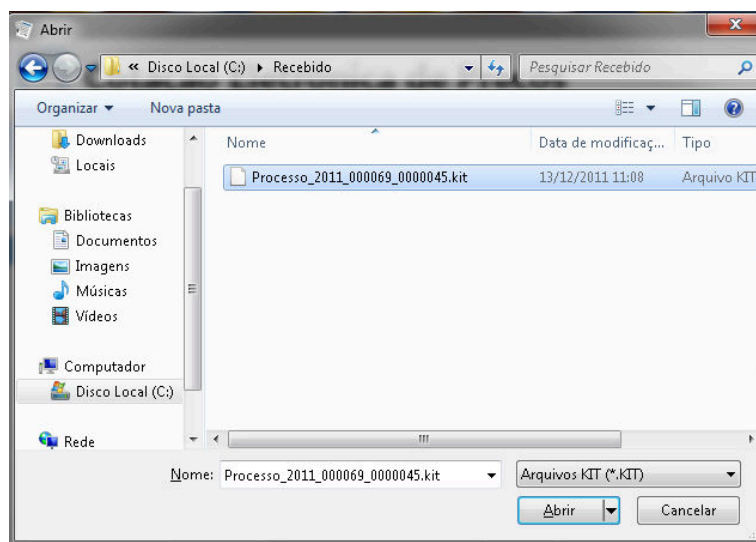 Abrir
« Disco Local (C:) ▸ Recebido
Pesquisar Recebido
Organizar
Nova pasta
Downloads
Locais
Bibliotecas
Documentos
Imagens
Músicas
Vídeos
Computador
Disco Local (C:)
Rede
Nome
Data de modificaç...
Tipo
Processo_2011_000069_0000045.kit
13/12/2011 11:08
Arquivo KIT
Nome: Processo_2011_000069_0000045.kit
Arquivos KIT (*.KIT)
Abrir
Cancelar